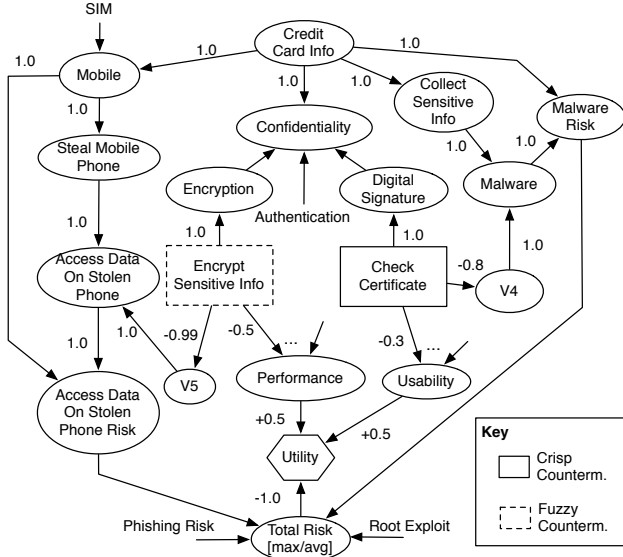 SIM
1.0
1.0
Credit
Card Info
1.0
Mobile
1.0
1.0
Collect
Sensitive
Info
Malware
Risk
1.0
Confidentiality
Steal Mobile
Phone
1.0
1.0
Malware
Encryption
Digital
Signature
Authentication
1.0
1.0
1.0
1.0
Access Data
On Stolen
Phone
Encrypt
Sensitive Info
Check
Certificate
-0.8
V4
1.0
1.0
-0.99
-0.5
...
-0.3
...
V5
Performance
Usability
Access Data
On Stolen
Phone Risk
+0.5
+0.5
Utility
Key
Crisp
Counterm.
Fuzzy
Counterm.
-1.0
Phishing Risk
Total Risk
[max/avg]
Root Exploit